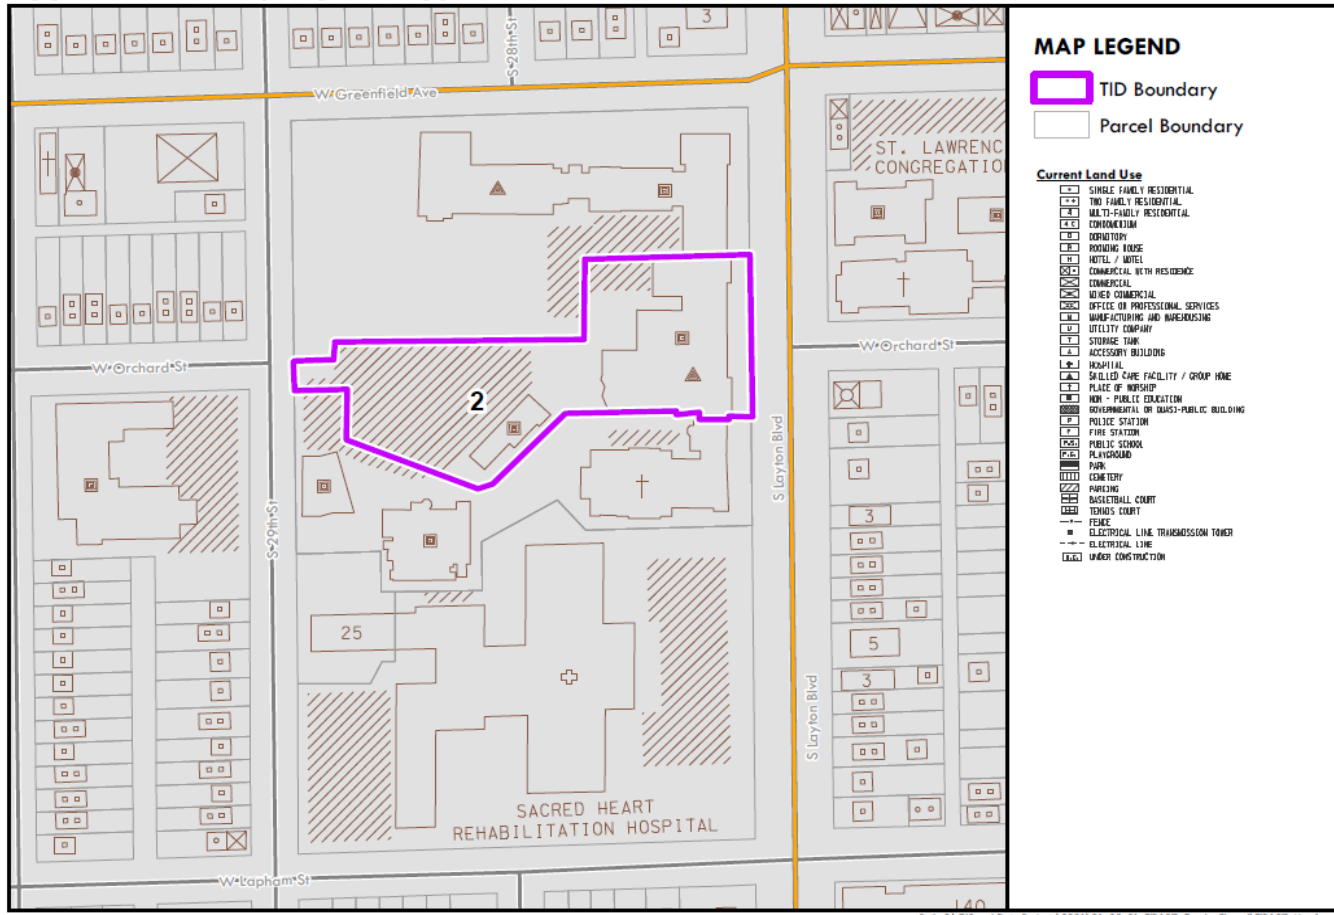 3
S 28th St
W Greenfield Ave
ST. LAWRENC
CONGREGATIO
W Orchard St
W Orchard St
2
S Layton Blvd
S 29th St
3
25
5
3
S Layton Blvd
SACRED HEART
REHABILITATION HOSPITAL
W Lapham St
140
MAP LEGEND
TID Boundary
Parcel Boundary
Current Land Use
SINGLE FAMILY RESIDENTIAL
TWO FAMILY RESIDENTIAL
4 MULTI-FAMILY RESIDENTIAL
4 C CONDOMINIUM
D DORMITORY
R ROOMING HOUSE
H HOTEL / MOTEL
COMMERCIAL WITH RESIDENCE
COMMERCIAL
MIXED COMMERCIAL
OFFICE OR PROFESSIONAL SERVICES
M MANUFACTURING AND WAREHOUSING
U UTILITY COMPANY
T STORAGE TANK
ACCESSORY BUILDING
HOSPITAL
SKILLED CARE FACILITY / GROUP HOME
PLACE OF WORSHIP
NON - PUBLIC EDUCATION
GOVERNMENTAL OR QUASI-PUBLIC BUILDING
P POLICE STATION
F FIRE STATION
P.S. PUBLIC SCHOOL
P.G. PLAYGROUND
PARK
CEMETERY
PARKING
BASKETBALL COURT
TENNIS COURT
FENCE
ELECTRICAL LINE TRANSMISSION TOWER
ELECTRICAL LINE
U.C. UNDER CONSTRUCTION